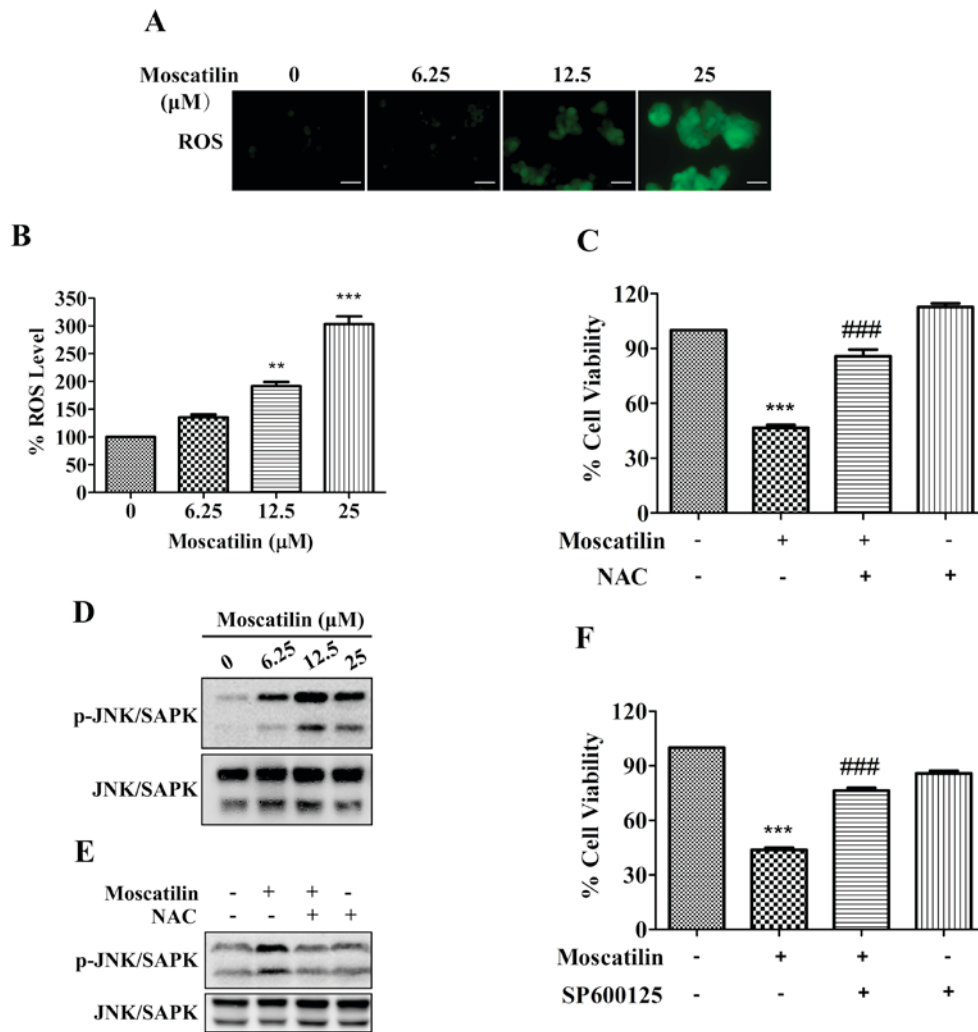 A
Moscatilin 0 6.25 12.5 25
(μM)
ROS
B
% ROS Level
350
300
250
200
150
100
50
0
**
***
0 6.25 12.5 25
Moscatilin (μM)
C
% Cell Viability
120
90
60
30
0
***
###
Moscatilin - + + -
NAC - - + +
D
Moscatilin (μM)
0 6.25 12.5 25
p-JNK/SAPK
JNK/SAPK
E
Moscatilin - + + -
NAC - - + +
p-JNK/SAPK
JNK/SAPK
F
% Cell Viability
120
90
60
30
0
***
###
Moscatilin - + + -
SP600125 - - + +